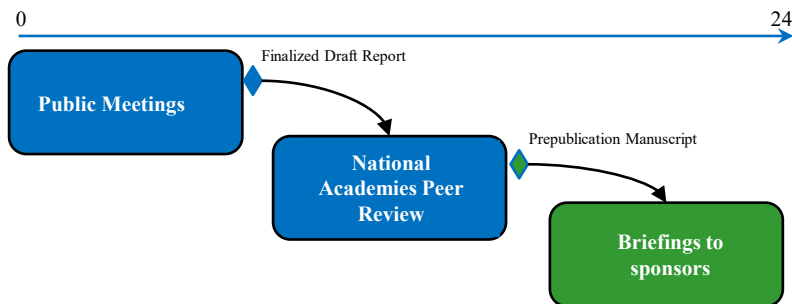 0
24
Finalized Draft Report
Public Meetings
Prepublication Manuscript
National
Academies Peer
Review
Briefings to
sponsors